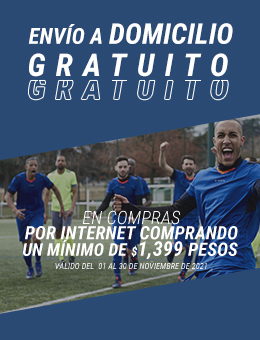 ENVÍO A DOMICILIO
GRATUITO
GRATUITO
EN COMPRAS
POR INTERNET COMPRANDO
UN MÍNIMO DE $1,399 PESOS
VÁLIDO DEL 01 AL 30 DE NOVIEMBRE DE 2021